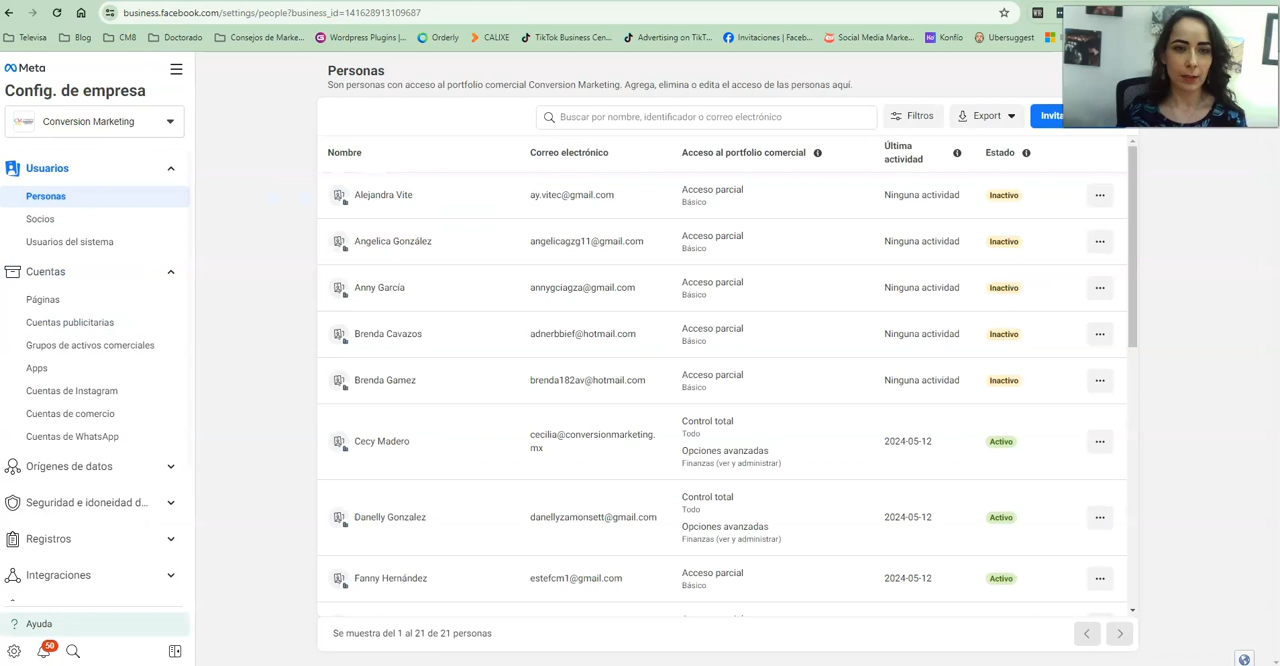 business.facebook.com/settings/people?business_id=141628913109687
Televisa
Blog
CM8
Doctorado
Consejos de Marke...
Wordpress Plugins |...
Orderly
CALIXE
TikTok Business Cen...
Advertising on TikT...
Invitaciones | Faceb...
Social Media Marke...
Konfío
Ubersuggest
Meta
Config. de empresa
Conversion Marketing
Usuarios
Personas
Socios
Usuarios del sistema
Cuentas
Páginas
Cuentas publicitarias
Grupos de activos comerciales
Apps
Cuentas de Instagram
Cuentas de comercio
Cuentas de WhatsApp
Orígenes de datos
Seguridad e idoneidad d...
Registros
Integraciones
Ayuda
50
Personas
Son personas con acceso al portfolio comercial Conversion Marketing. Agrega, elimina o edita el acceso de las personas aquí.
Buscar por nombre, identificador o correo electrónico
Filtros
Export
Invita
Nombre
Correo electrónico
Acceso al portfolio comercial
Última
actividad
Estado
Alejandra Vite
ay.vitec@gmail.com
Acceso parcial
Básico
Ninguna actividad
Inactivo
Angelica González
angelicagzg11@gmail.com
Acceso parcial
Básico
Ninguna actividad
Inactivo
Anny García
annygciagza@gmail.com
Acceso parcial
Básico
Ninguna actividad
Inactivo
Brenda Cavazos
adnerbbief@hotmail.com
Acceso parcial
Básico
Ninguna actividad
Inactivo
Brenda Gamez
brenda182av@hotmail.com
Acceso parcial
Básico
Ninguna actividad
Inactivo
Cecy Madero
cecilia@conversionmarketing.
mx
Control total
Todo
Opciones avanzadas
Finanzas (ver y administrar)
2024-05-12
Activo
Danelly Gonzalez
danellyzamonsett@gmail.com
Control total
Todo
Opciones avanzadas
Finanzas (ver y administrar)
2024-05-12
Activo
Fanny Hernández
estefcm1@gmail.com
Acceso parcial
Básico
2024-05-12
Activo
Se muestra del 1 al 21 de 21 personas